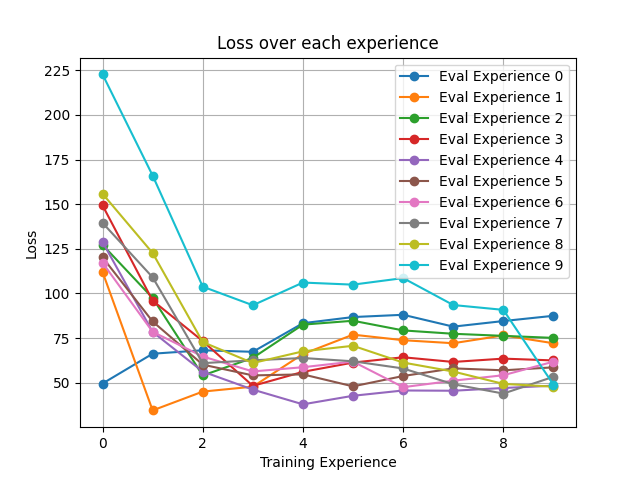 Loss over each experience
225
200
175
150
125
100
75
50
Loss
0
2
4
6
8
Training Experience
Eval Experience 0
Eval Experience 1
Eval Experience 2
Eval Experience 3
Eval Experience 4
Eval Experience 5
Eval Experience 6
Eval Experience 7
Eval Experience 8
Eval Experience 9